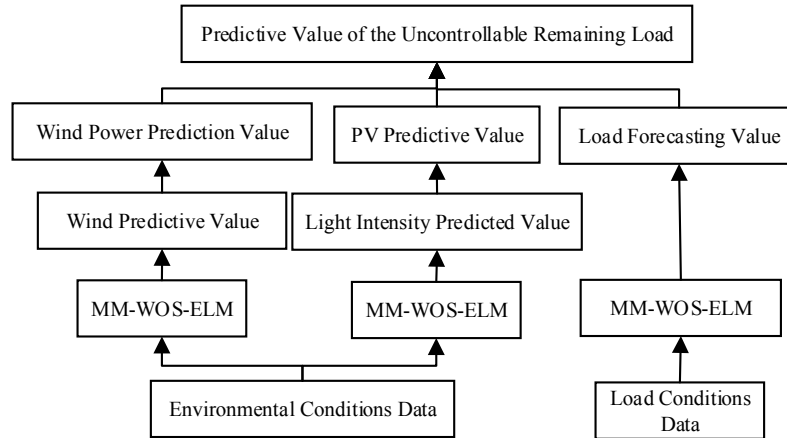 Predictive Value of the Uncontrollable Remaining Load
Wind Power Prediction Value
PV Predictive Value
Load Forecasting Value
Wind Predictive Value
Light Intensity Predicted Value
MM-WOS-ELM
MM-WOS-ELM
MM-WOS-ELM
Environmental Conditions Data
Load Conditions
Data